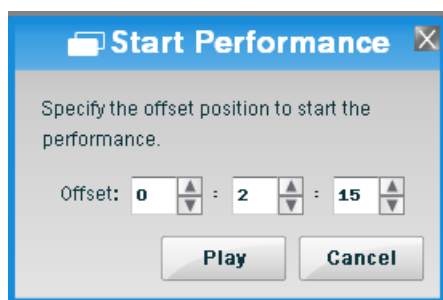 Start Performance
Specify the offset position to start the
performance.
Offset: 0 : 2 : 15
Play Cancel